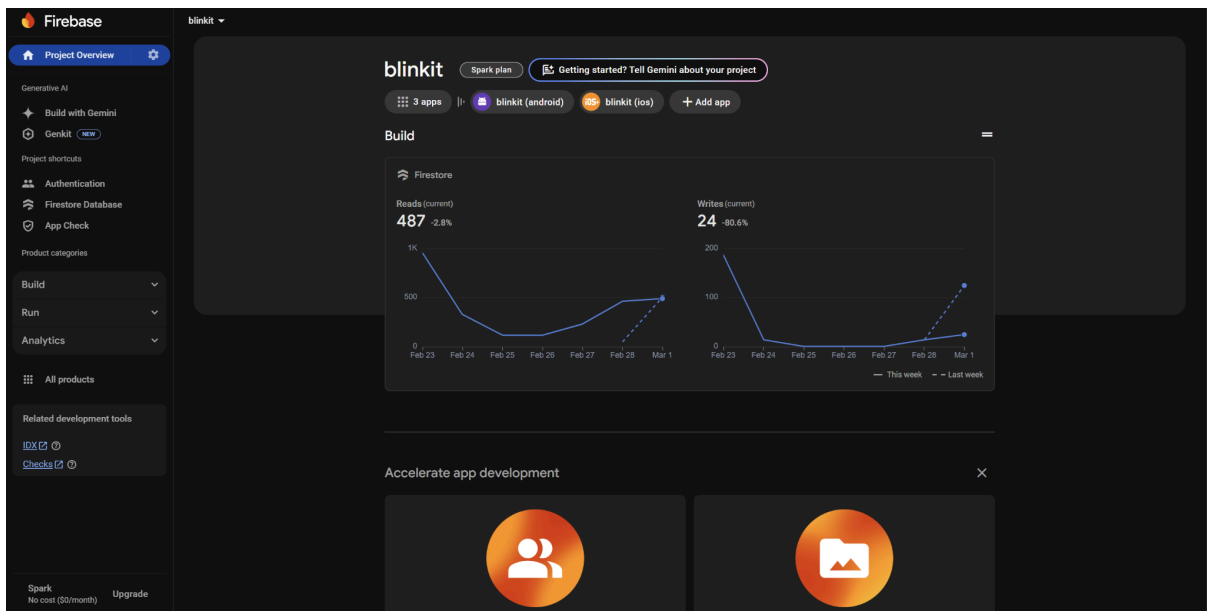 Firebase
Project Overview
Generative AI
Build with Gemini
Genkit NEW
Project shortcuts
Authentication
Firestore Database
App Check
Product categories
Build
Run
Analytics
All products
Related development tools
IDX
Checks
Spark
No cost ($0/month)
Upgrade
blinkit
blinkit
Spark plan
Getting started? Tell Gemini about your project
3 apps
blinkit (android)
iOS+
blinkit (ios)
+ Add app
Build
Firestore
Reads (current)
487 -2.8%
1K
500
0
Feb 23 Feb 24 Feb 25 Feb 26 Feb 27 Feb 28 Mar 1
Writes (current)
24 -80.6%
200
100
0
Feb 23 Feb 24 Feb 25 Feb 26 Feb 27 Feb 28 Mar 1
This week Last week
Accelerate app development